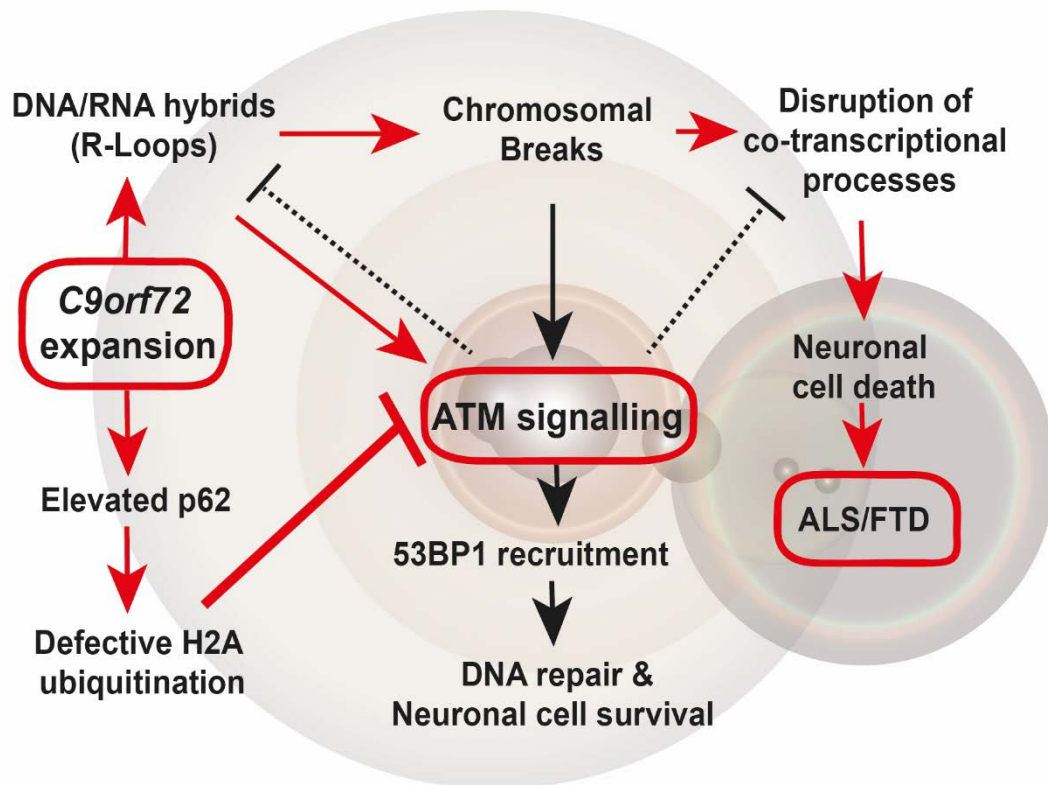 DNA/RNA hybrids
(R-Loops)
Chromosomal
Breaks
Disruption of
co-transcriptional
processes
C9orf72
expansion
ATM signalling
Neuronal
cell death
Elevated p62
53BP1 recruitment
ALS/FTD
Defective H2A
ubiquitination
DNA repair &
Neuronal cell survival